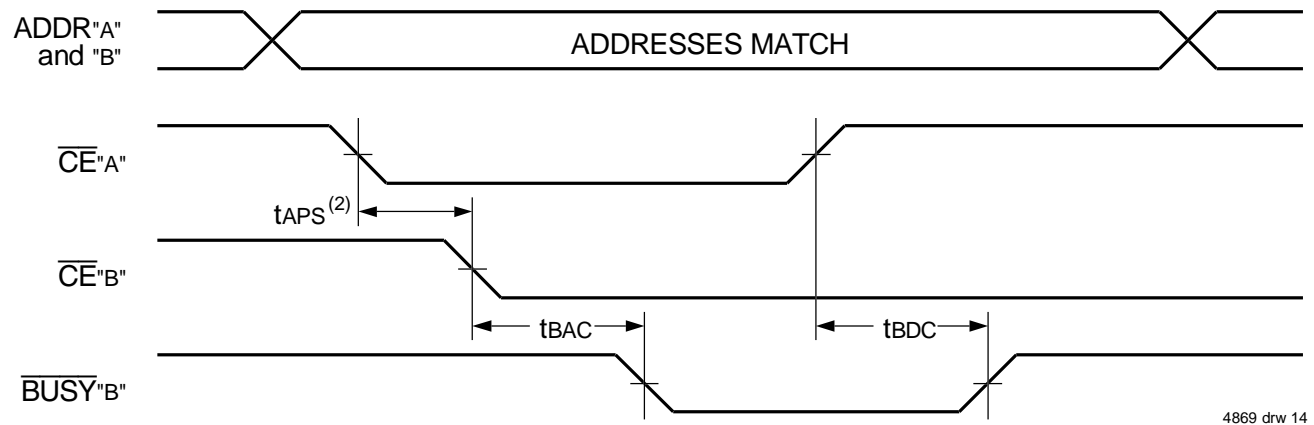 ADDR"A"
and "B"
ADDRESSES MATCH
CE"A"
tAPS(2)
CE"B"
tBAC
tBDC
BUSY"B"
4869 drw 14